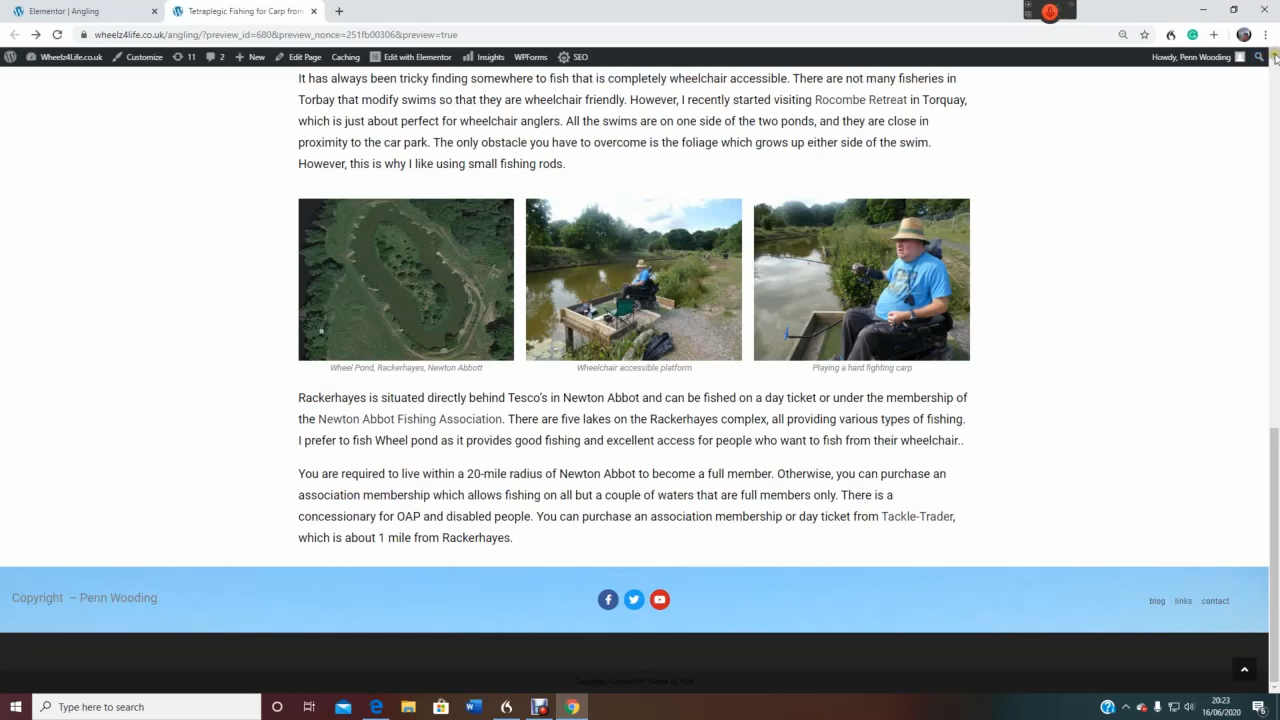 Elementor | Angling
Tetraplegic Fishing for Carp from
wheelz4life.co.uk/angling/?preview_id=680&preview_nonce=251fb00306&preview=true
Wheelz4Life.co.uk Customize 11 2 New Edit Page Caching Edit with Elementor Insights WPForms SEO Howdy, Penn Wooding
It has always been tricky finding somewhere to fish that is completely wheelchair accessible. There are not many fisheries in
Torbay that modify swims so that they are wheelchair friendly. However, I recently started visiting Rocombe Retreat in Torquay,
which is just about perfect for wheelchair anglers. All the swims are on one side of the two ponds, and they are close in
proximity to the car park. The only obstacle you have to overcome is the foliage which grows up either side of the swim.
However, this is why I like using small fishing rods.
Wheel Pond, Rackerhayes, Newton Abbott
Wheelchair accessible platform
Playing a hard fighting carp
Rackerhayes is situated directly behind Tesco's in Newton Abbot and can be fished on a day ticket or under the membership of
the Newton Abbot Fishing Association. There are five lakes on the Rackerhayes complex, all providing various types of fishing.
I prefer to fish Wheel pond as it provides good fishing and excellent access for people who want to fish from their wheelchair..
You are required to live within a 20-mile radius of Newton Abbot to become a full member. Otherwise, you can purchase an
association membership which allows fishing on all but a couple of waters that are full members only. There is a
concessionary for OAP and disabled people. You can purchase an association membership or day ticket from Tackle-Trader,
which is about 1 mile from Rackerhayes.
Copyright – Penn Wooding
blog links contact
Type here to search
20:23
16/06/2020
6